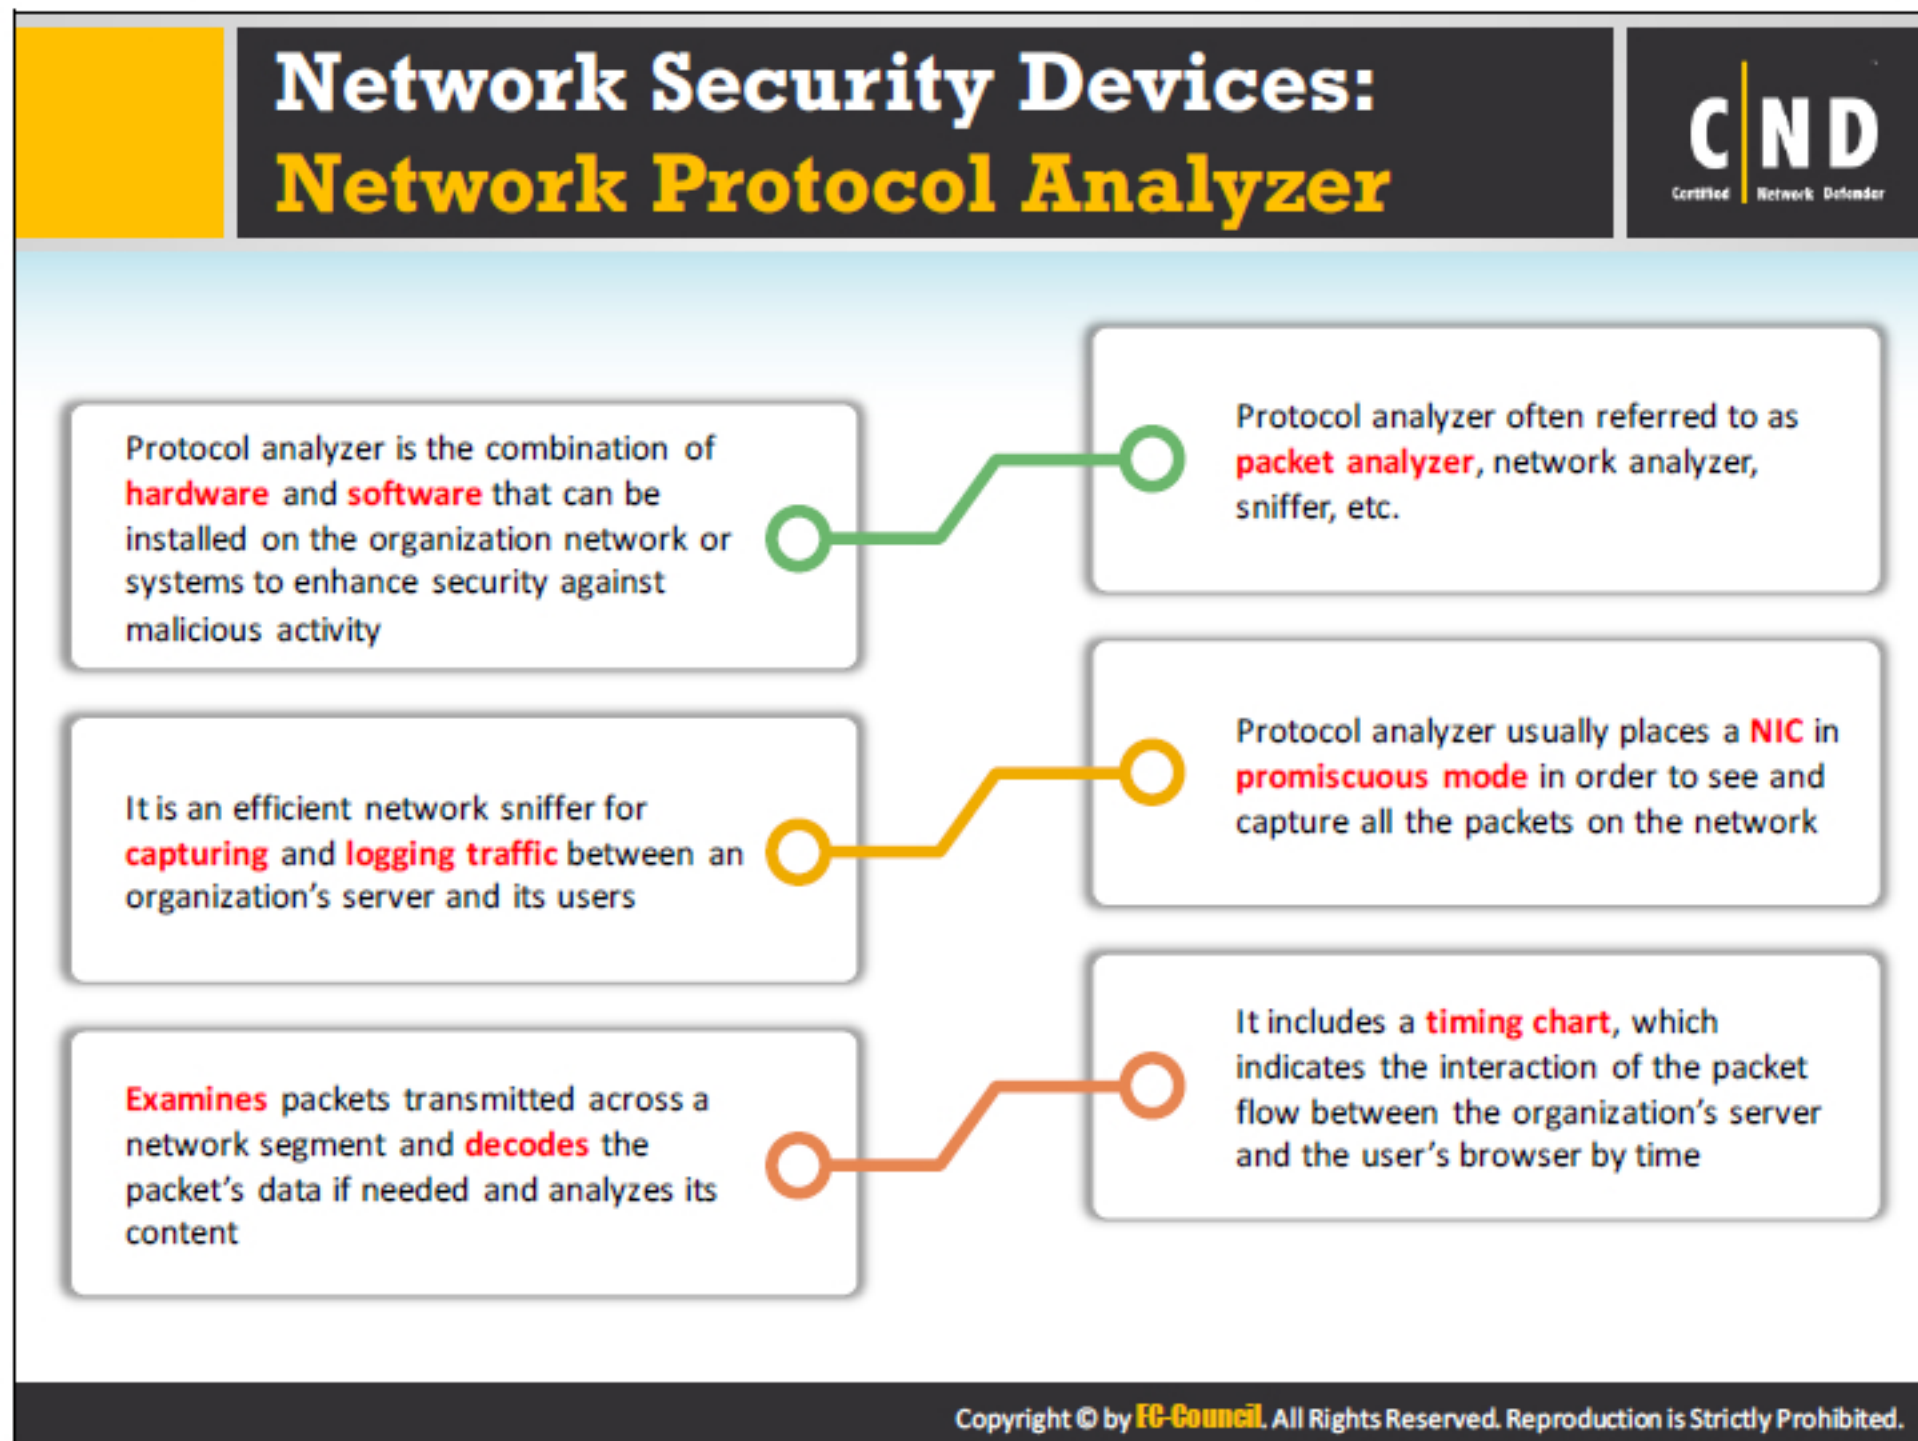 Network Security Devices:
Network Protocol Analyzer
C|ND
Certified Network Defender
Protocol analyzer is the combination of
hardware and software that can be
installed on the organization network or
systems to enhance security against
malicious activity
Protocol analyzer often referred to as
packet analyzer, network analyzer,
sniffer, etc.
It is an efficient network sniffer for
capturing and logging traffic between an
organization's server and its users
Protocol analyzer usually places a NIC in
promiscuous mode in order to see and
capture all the packets on the network
Examines packets transmitted across a
network segment and decodes the
packet's data if needed and analyzes its
content
It includes a timing chart, which
indicates the interaction of the packet
flow between the organization's server
and the user's browser by time
Copyright © by EC-Council. All Rights Reserved. Reproduction is Strictly Prohibited.